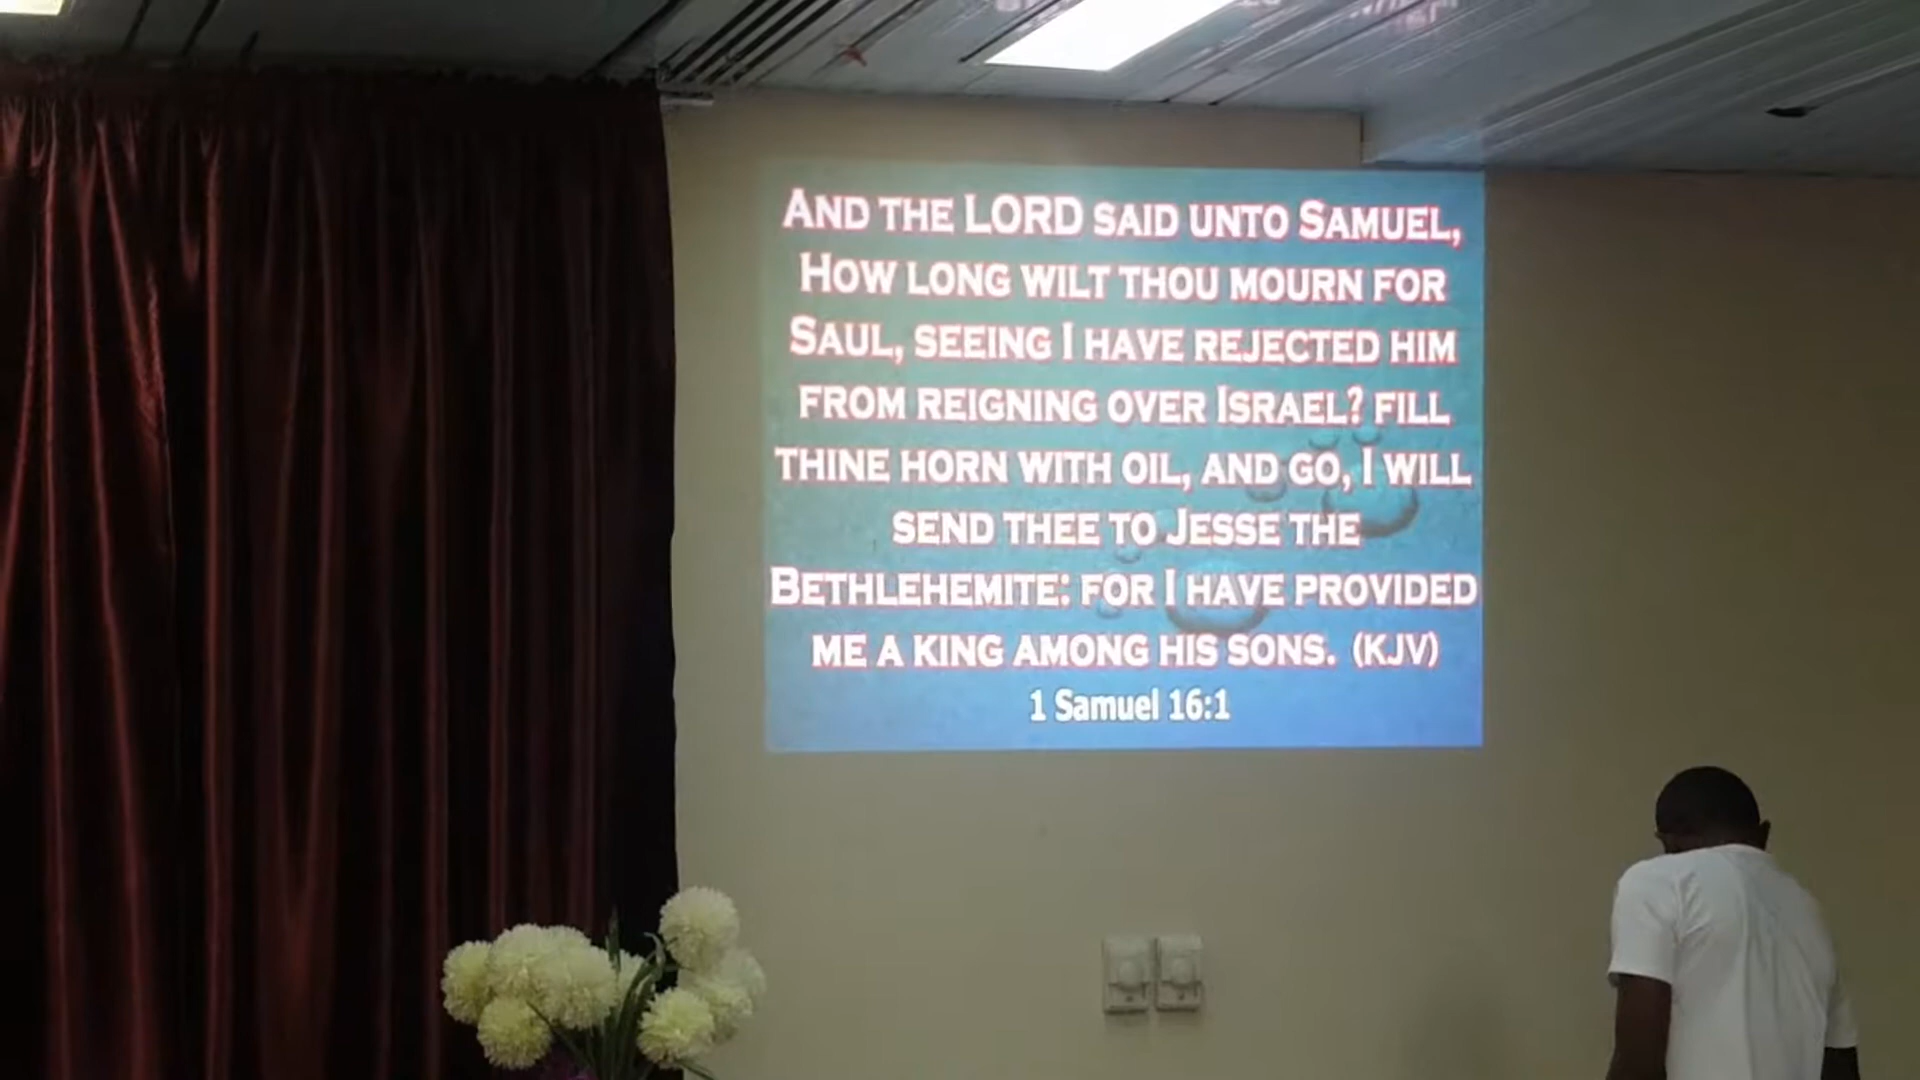 AND THE LORD SAID UNTO SAMUEL,
HOW LONG WILT THOU MOURN FOR
SAUL, SEEING I HAVE REJECTED HIM
FROM REIGNING OVER ISRAEL? FILL
THINE HORN WITH OIL, AND GO, I WILL
SEND THEE TO JESSE THE
BETHLEHEMITE: FOR I HAVE PROVIDED
ME A KING AMONG HIS SONS. (KJV)
1 Samuel 16:1